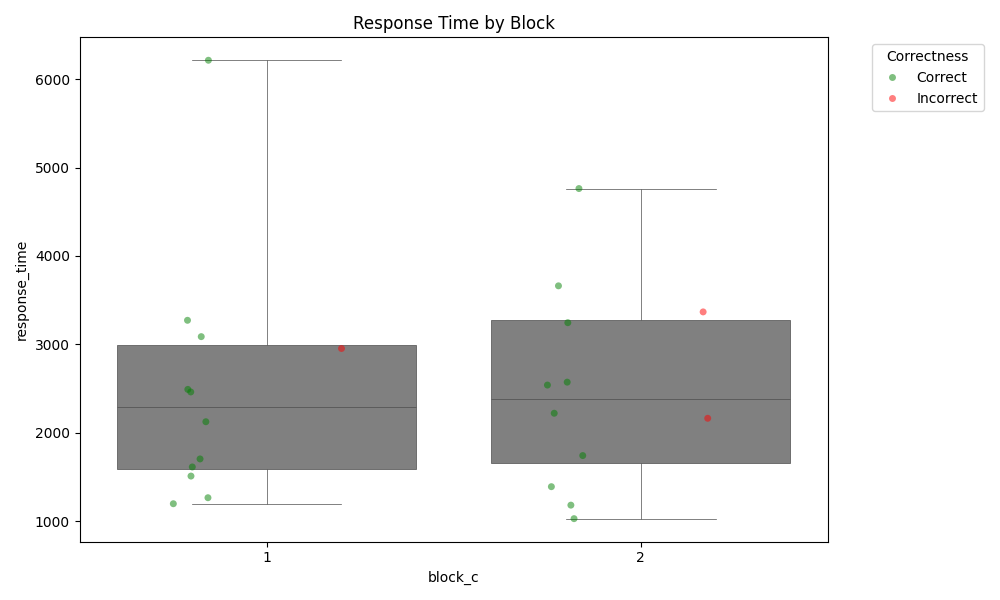 Response Time by Block
Correctness
Correct
Incorrect
response_time
6000
5000
4000
3000
2000
1000
1
2
block_c